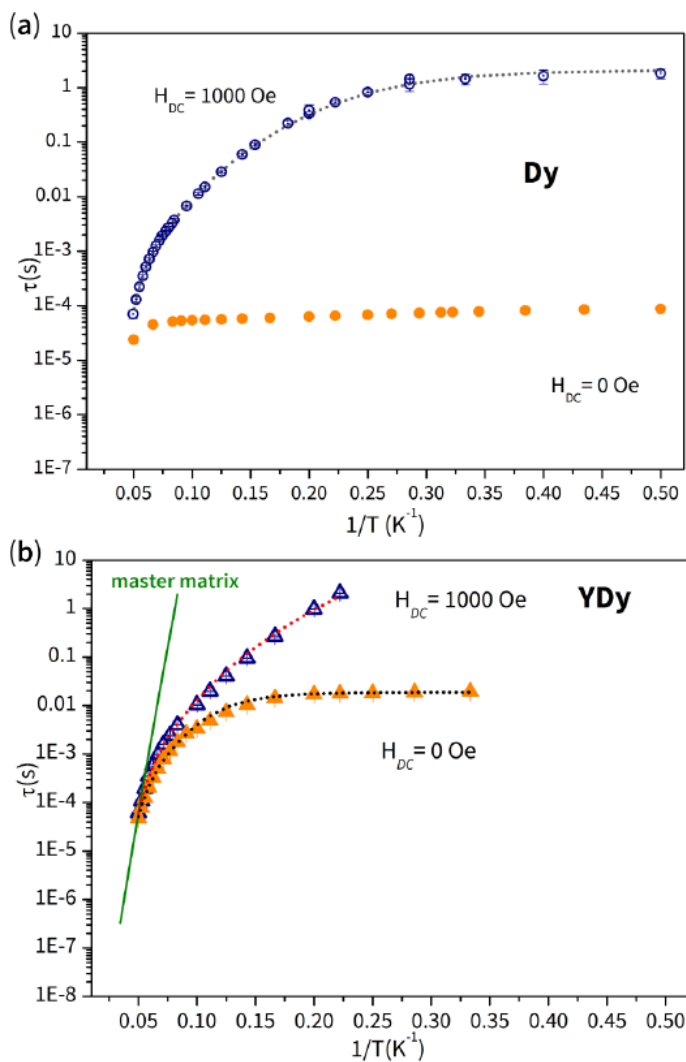 (a)
10
1
0.1
0.01
1E-3
1E-4
1E-5
1E-6
1E-7
τ(s)
H_DC = 1000 Oe
Dy
H_DC = 0 Oe
0.05 0.10 0.15 0.20 0.25 0.30 0.35 0.40 0.45 0.50
1/T (K⁻¹)
(b)
10
1
0.1
0.01
1E-3
1E-4
1E-5
1E-6
1E-7
1E-8
τ(s)
master matrix
H_DC = 1000 Oe
YDy
H_DC = 0 Oe
0.05 0.10 0.15 0.20 0.25 0.30 0.35 0.40 0.45 0.50
1/T(K⁻¹)